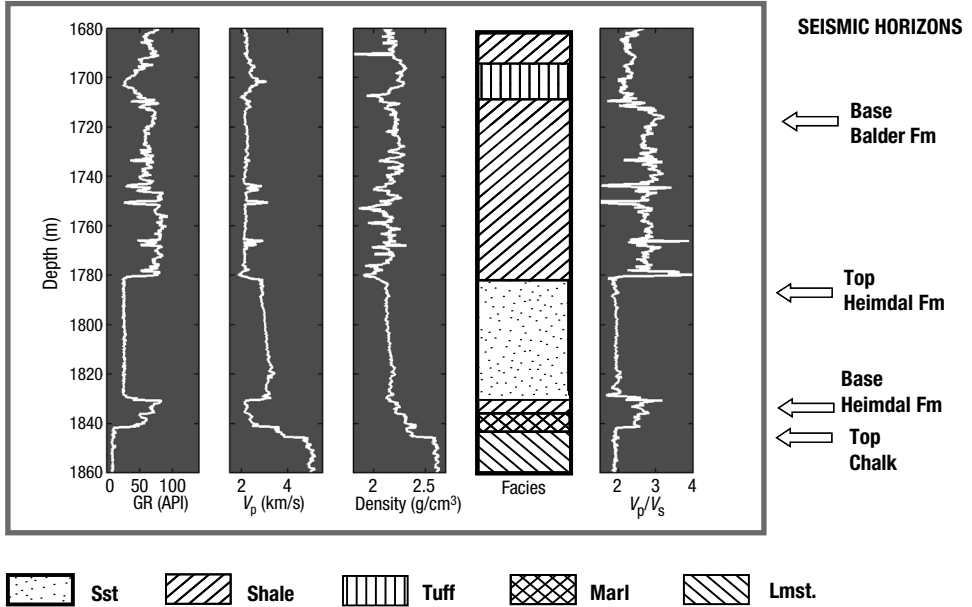 SEISMIC HORIZONS
Depth (m)
1680
1700
1720
1740
1760
1780
1800
1820
1840
1860
0 50 100
GR (API)
2 4
Vp (km/s)
2 2.5
Density (g/cm³)
Facies
2 3 4
Vp/Vs
Base
Balder Fm
Top
Heimdal Fm
Base
Heimdal Fm
Top
Chalk
Sst
Shale
Tuff
Marl
Lmst.